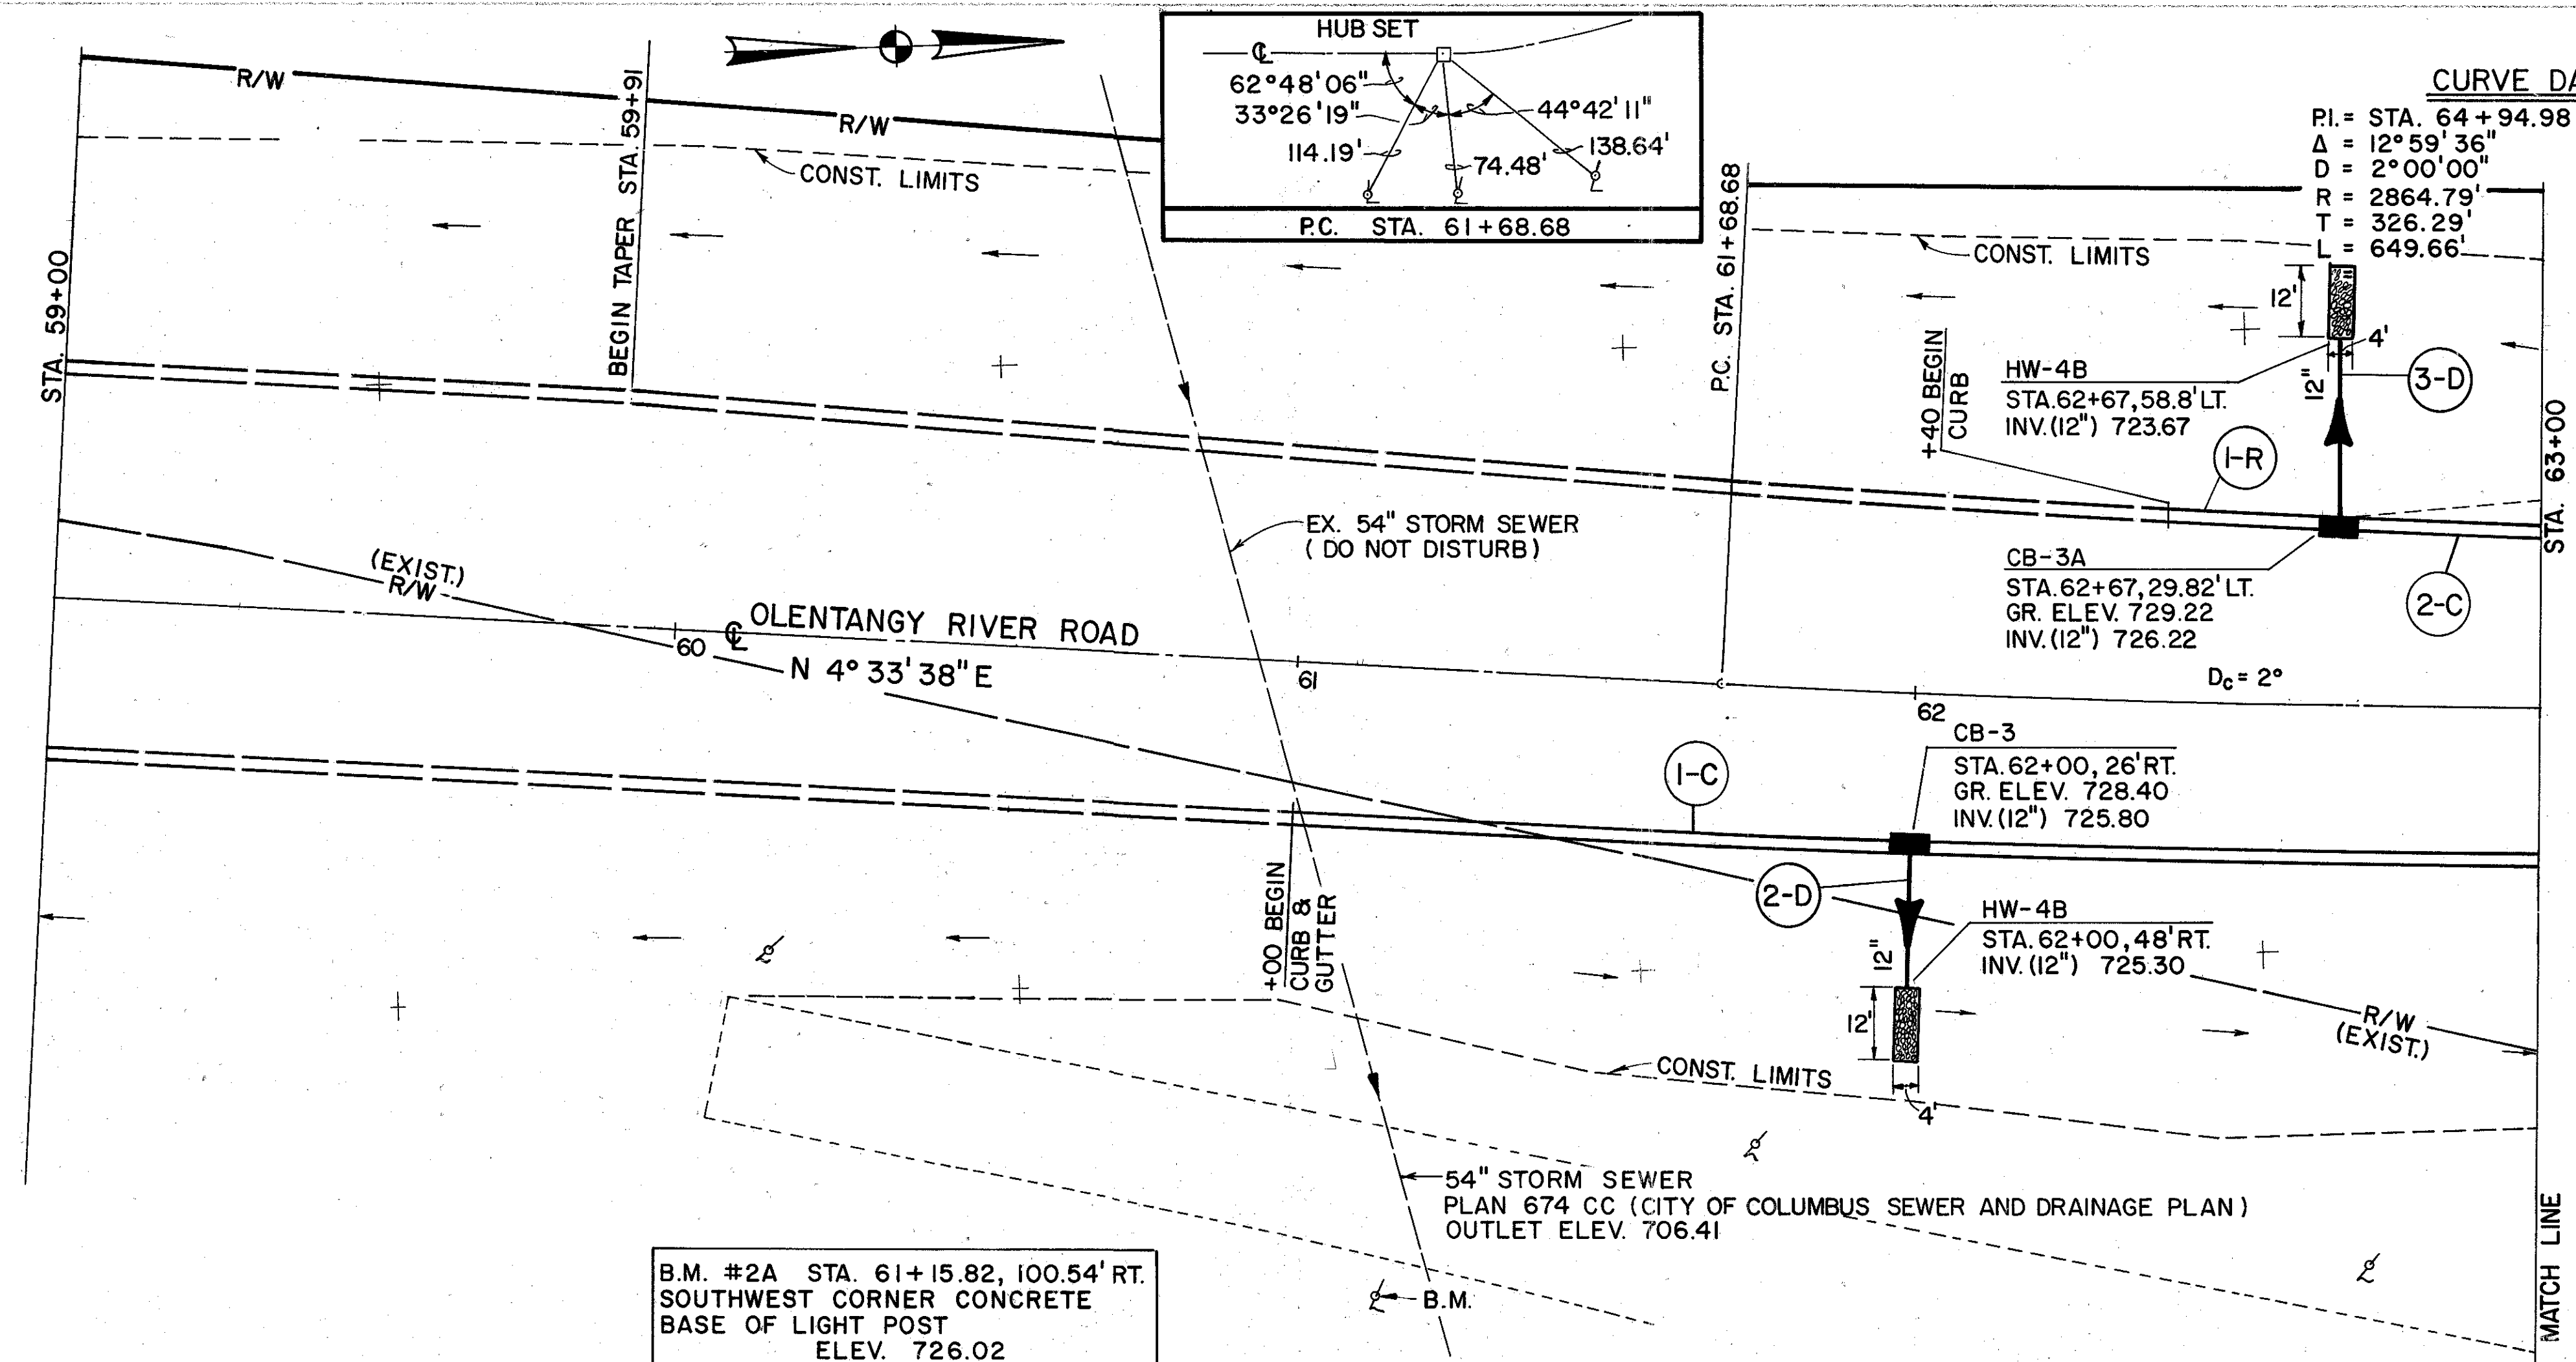 R/W
STA. 59+00
BEGIN TAPER STA. 59+91
R/W
CONST. LIMITS
HUB SET
℄
62°48'06"
33°26'19"
44°42'11"
114.19'
74.48'
138.64'
P.C. STA. 61+68.68
CURVE DA
P.I. = STA. 64+94.98
Δ = 12°59'36"
D = 2°00'00"
R = 2864.79'
T = 326.29'
L = 649.66'
P.C. STA. 61+68.68
CONST. LIMITS
12'
4'
12"
3-D
+40 BEGIN
CURB
HW-4B
STA.62+67,58.8'LT.
INV.(12") 723.67
1-R
STA. 63+00
EX. 54" STORM SEWER
(DO NOT DISTURB)
CB-3A
STA.62+67,29.82'LT.
GR. ELEV. 729.22
INV.(12") 726.22
2-C
(EXIST.)
R/W
60
℄ OLENTANGY RIVER ROAD
N 4°33'38"E
61
62
Dc = 2°
1-C
CB-3
STA.62+00, 26'RT.
GR. ELEV. 728.40
INV.(12") 725.80
2-D
+00 BEGIN
CURB &
GUTTER
12"
HW-4B
STA.62+00,48'RT.
INV.(12") 725.30
12'
4'
R/W
(EXIST.)
CONST. LIMITS
54" STORM SEWER
PLAN 674 CC (CITY OF COLUMBUS SEWER AND DRAINAGE PLAN)
OUTLET ELEV. 706.41
B.M. #2A STA. 61+15.82, 100.54' RT.
SOUTHWEST CORNER CONCRETE
BASE OF LIGHT POST
ELEV. 726.02
B.M.
MATCH LINE